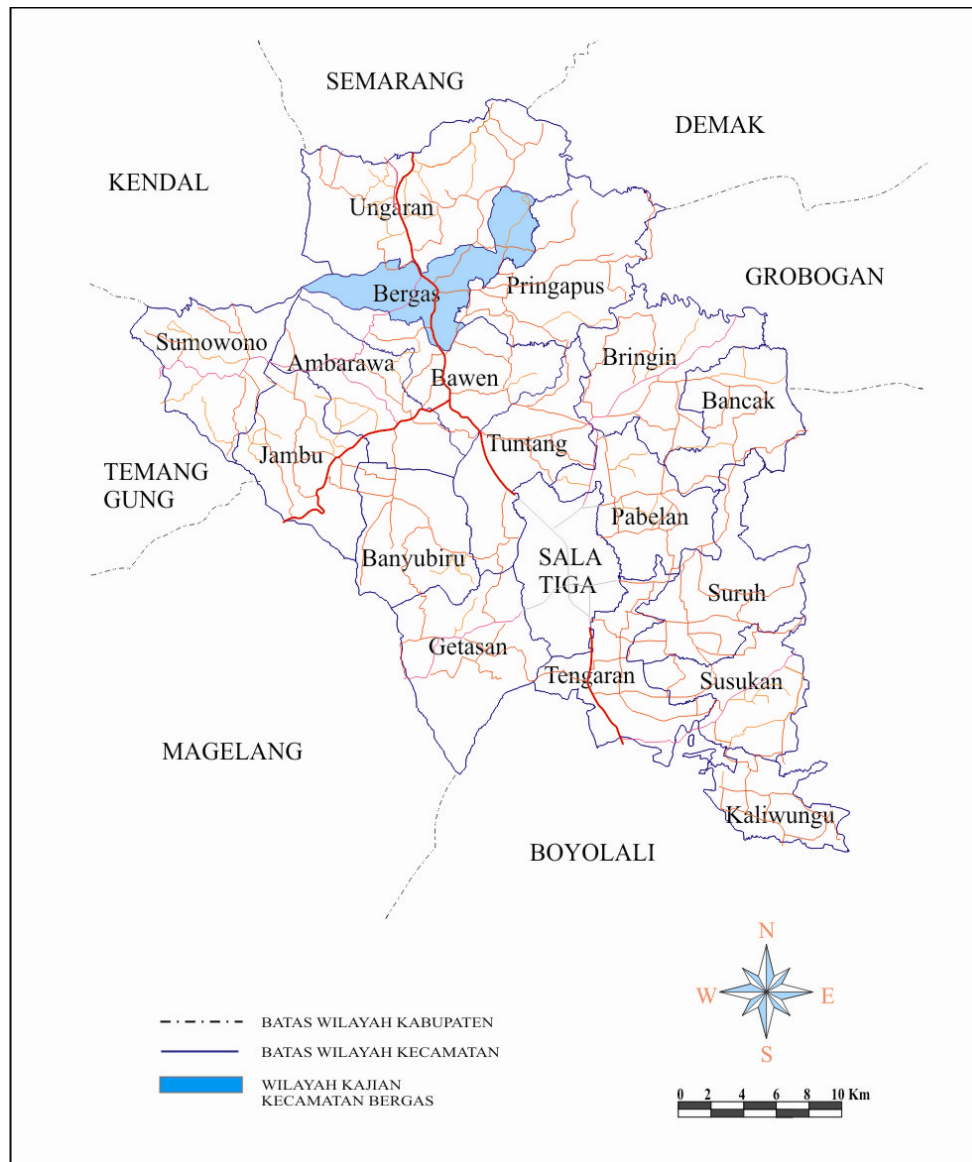 SEMARANG
DEMAK
KENDAL
Ungaran
GROBOGAN
Bergas
Pringapus
Sumowono
Ambarawa
Bringin
Bawen
Bancak
Jambu
Tuntang
TEMANG
GUNG
Pabelan
Banyubiru
SALA
TIGA
Suruh
Getasan
Tengaran
Susukan
MAGELANG
Kaliwungu
BOYOLALI
N
W
E
S
BATAS WILAYAH KABUPATEN
BATAS WILAYAH KECAMATAN
WILAYAH KAJIAN
KECAMATAN BERGAS
0 2 4 6 8 10 Km